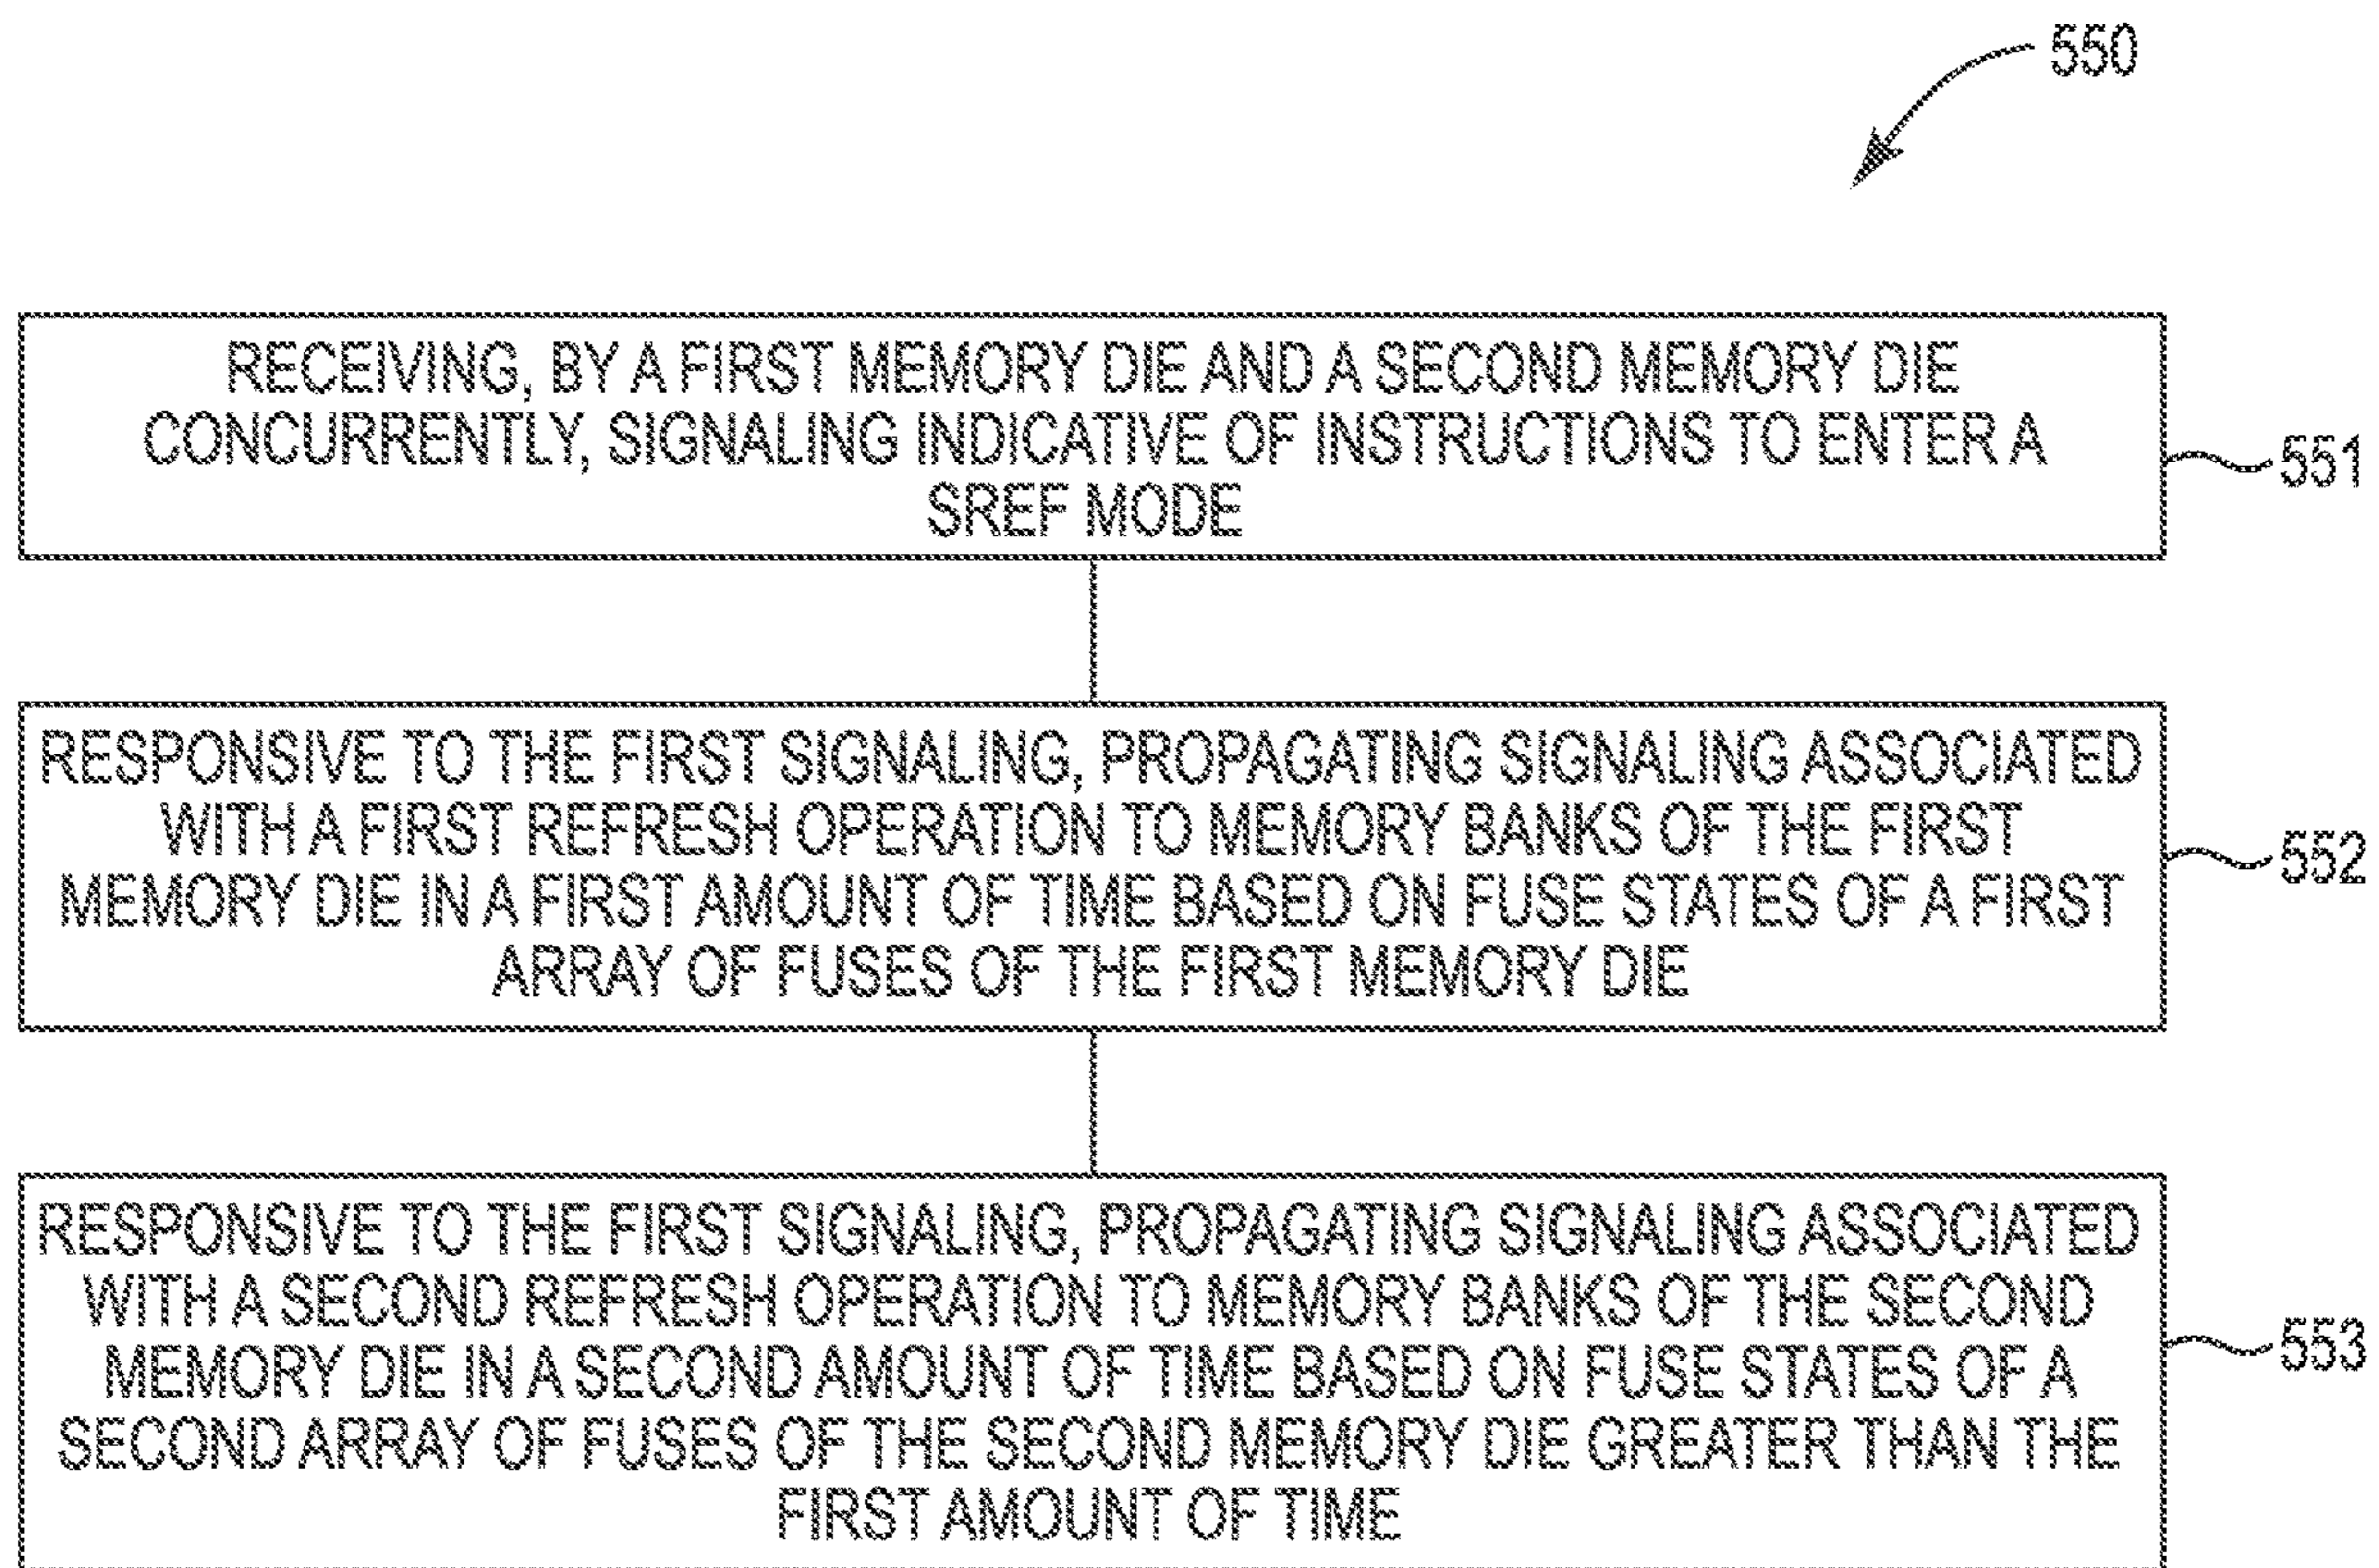 550
RECEIVING, BY A FIRST MEMORY DIE AND A SECOND MEMORY DIE
CONCURRENTLY, SIGNALING INDICATIVE OF INSTRUCTIONS TO ENTER A
SREF MODE
551
RESPONSIVE TO THE FIRST SIGNALING, PROPAGATING SIGNALING ASSOCIATED
WITH A FIRST REFRESH OPERATION TO MEMORY BANKS OF THE FIRST
MEMORY DIE IN A FIRST AMOUNT OF TIME BASED ON FUSE STATES OF A FIRST
ARRAY OF FUSES OF THE FIRST MEMORY DIE
552
RESPONSIVE TO THE FIRST SIGNALING, PROPAGATING SIGNALING ASSOCIATED
WITH A SECOND REFRESH OPERATION TO MEMORY BANKS OF THE SECOND
MEMORY DIE IN A SECOND AMOUNT OF TIME BASED ON FUSE STATES OF A
SECOND ARRAY OF FUSES OF THE SECOND MEMORY DIE GREATER THAN THE
FIRST AMOUNT OF TIME
553